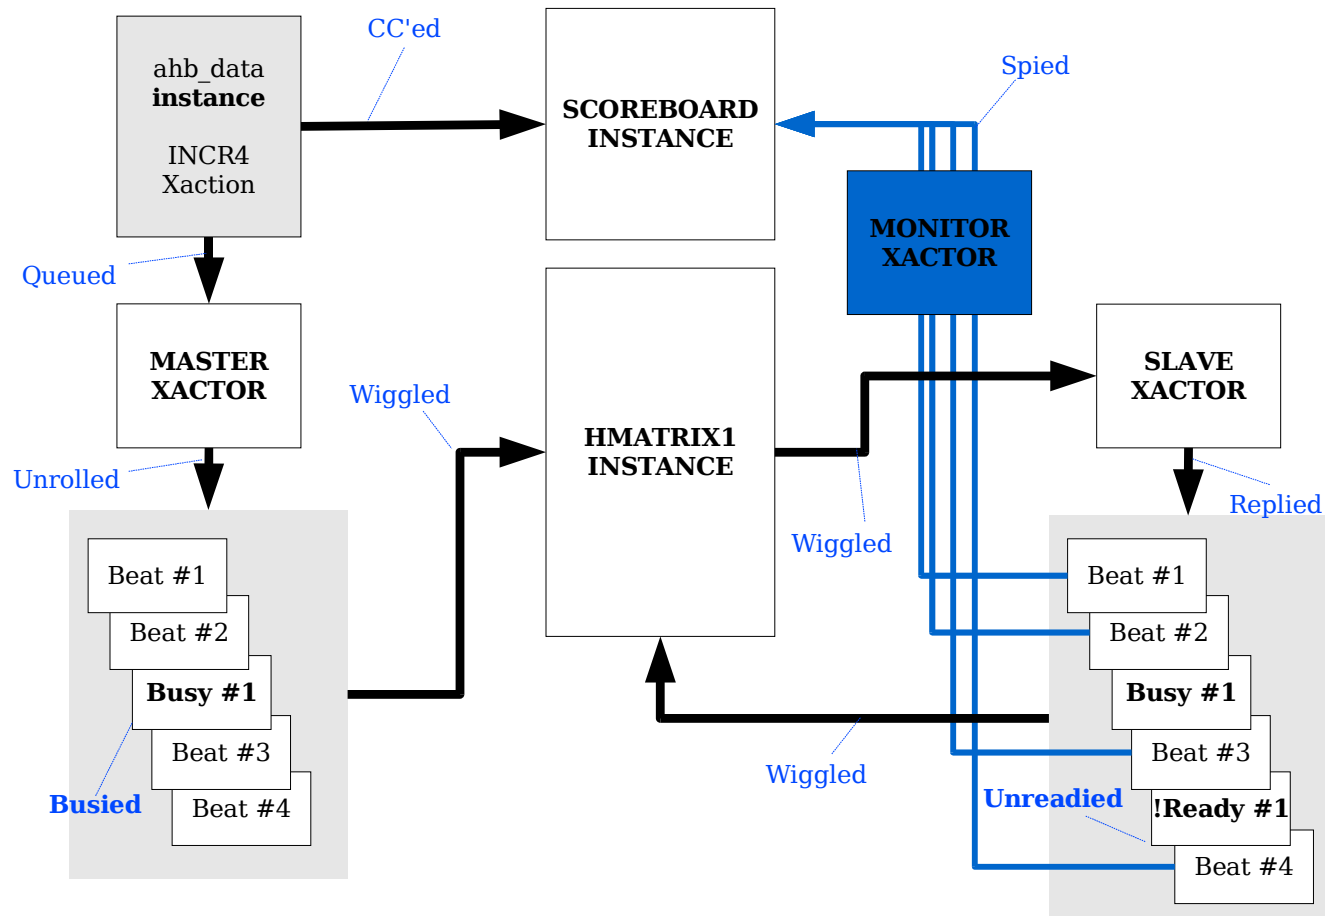 CC'ed
ahb_data
instance
INCR4
Xaction
SCOREBOARD
INSTANCE
Spied
MONITOR
XACTOR
Queued
MASTER
XACTOR
Wiggled
HMATRIX1
INSTANCE
SLAVE
XACTOR
Unrolled
Wiggled
Replied
Beat #1
Beat #2
Busy #1
Beat #3
Beat #4
Busied
Wiggled
Beat #1
Beat #2
Busy #1
Beat #3
Unreadied
!Ready #1
Beat #4